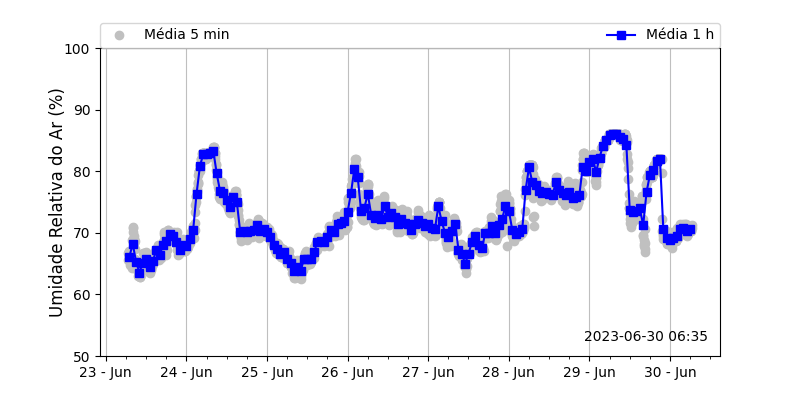 Média 5 min
Média 1 h
Umidade Relativa do Ar (%)
100
90
80
70
60
50
2023-06-30 06:35
23 - Jun
24 - Jun
25 - Jun
26 - Jun
27 - Jun
28 - Jun
29 - Jun
30 - Jun